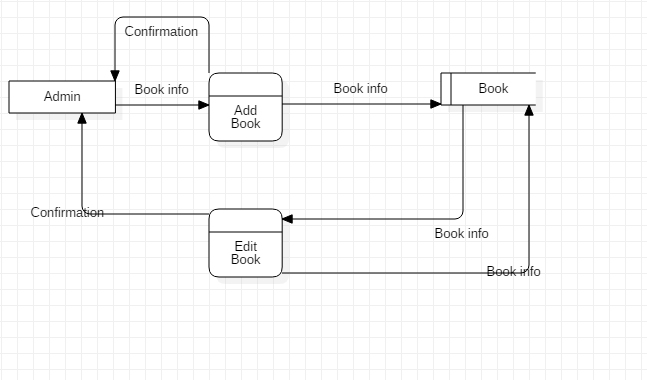 Confirmation
Book info
Book info
Book
Admin
Add
Book
Confirmation
Book info
Edit
Book
Book info